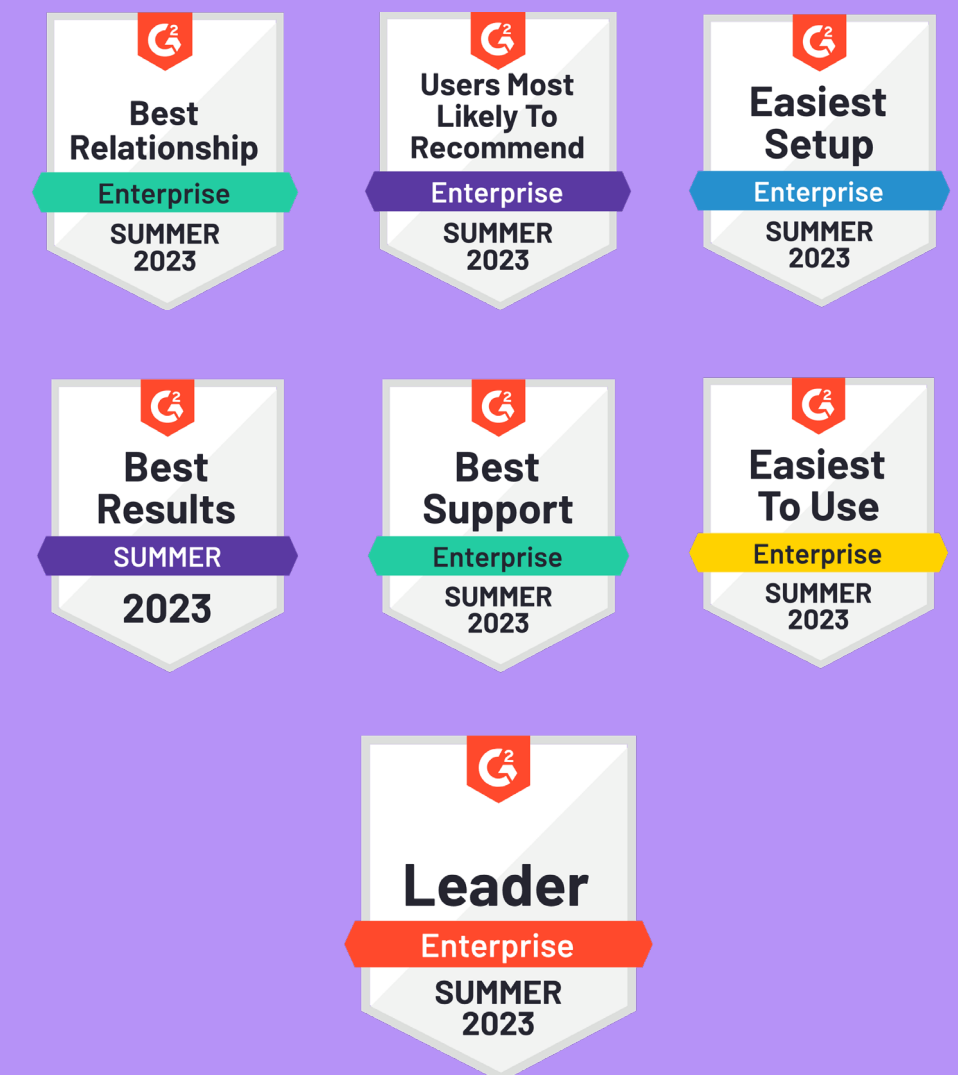 G2
Best
Relationship
Enterprise
SUMMER
2023
G2
Users Most
Likely To
Recommend
Enterprise
SUMMER
2023
G2
Easiest
Setup
Enterprise
SUMMER
2023
G2
Best
Results
SUMMER
2023
G2
Best
Support
Enterprise
SUMMER
2023
G2
Easiest
To Use
Enterprise
SUMMER
2023
G2
Leader
Enterprise
SUMMER
2023